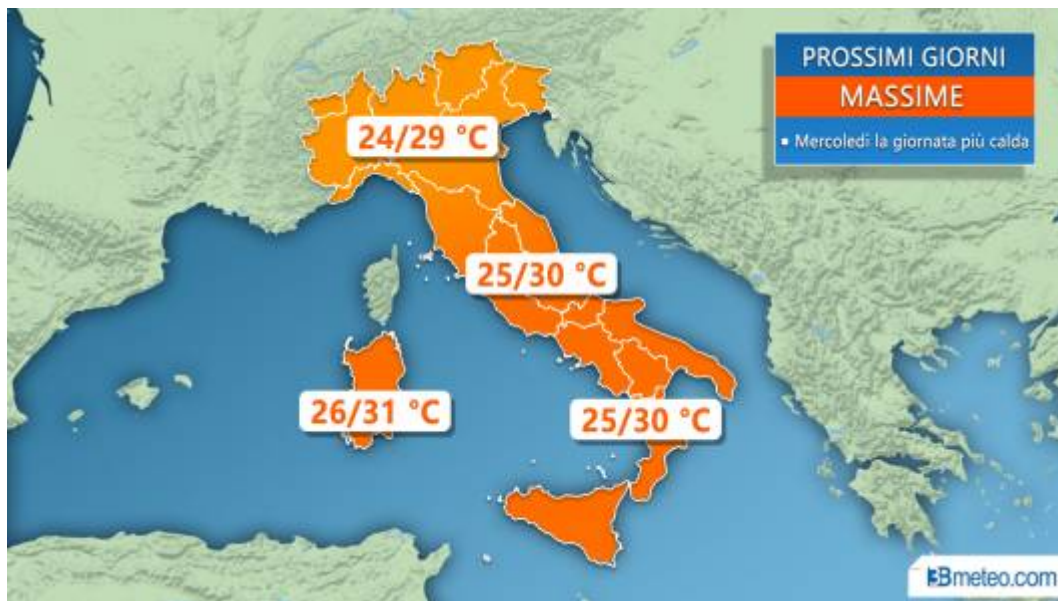 PROSSIMI GIORNI
MASSIME
▪ Mercoledì la giornata più calda
24/29 °C
25/30 °C
26/31 °C
25/30 °C
3Bmeteo.com